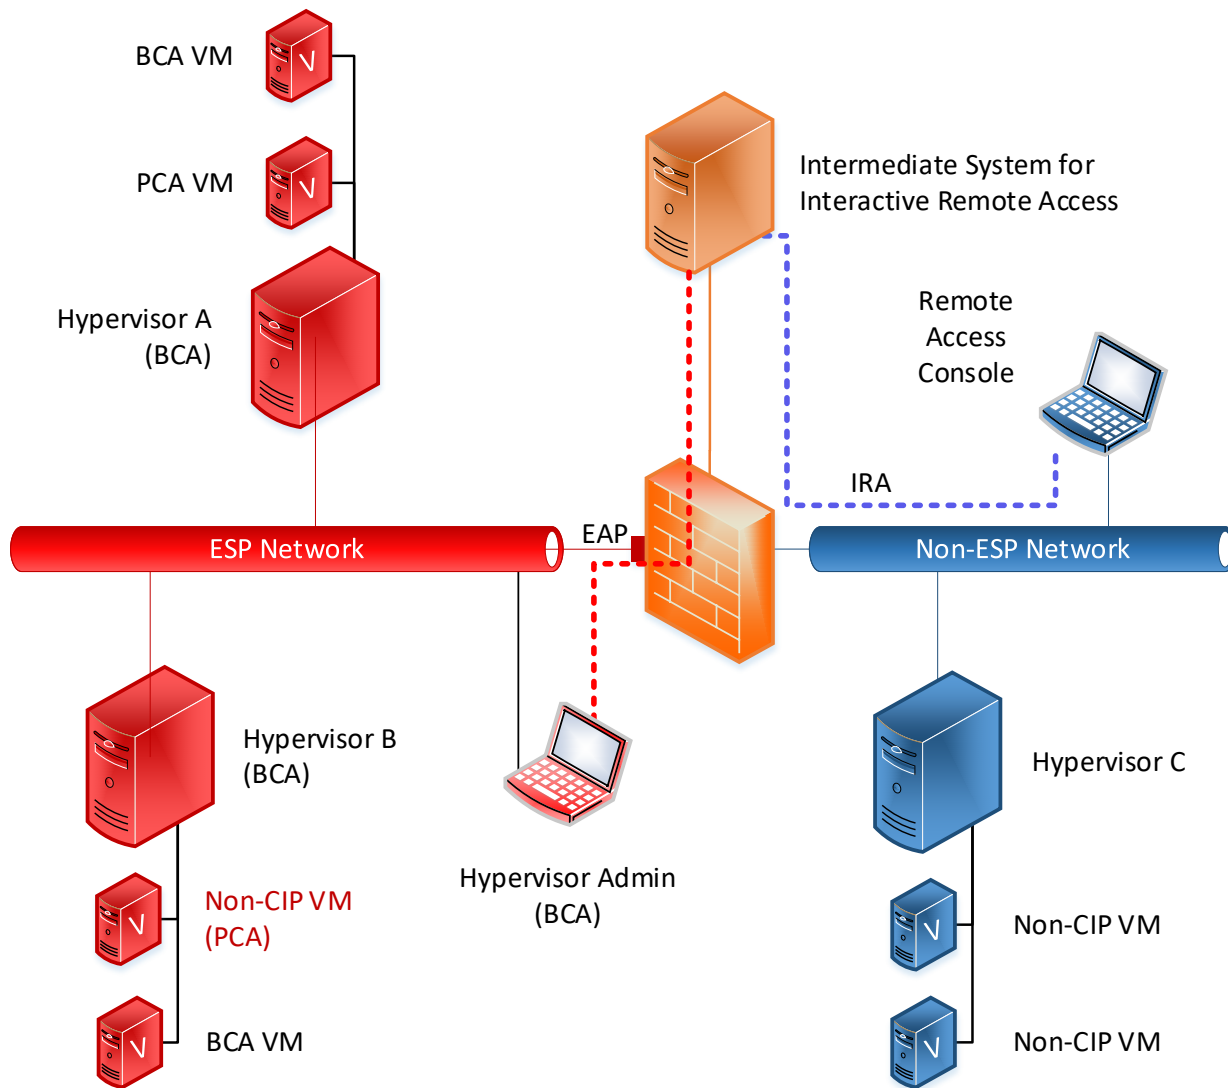 BCA VM
V
PCA VM
V
Intermediate System for
Interactive Remote Access
Hypervisor A
(BCA)
Remote
Access
Console
IRA
ESP Network
EAP
Non-ESP Network
Hypervisor B
(BCA)
Hypervisor C
Hypervisor Admin
(BCA)
V
Non-CIP VM
(PCA)
V
Non-CIP VM
V
BCA VM
V
Non-CIP VM